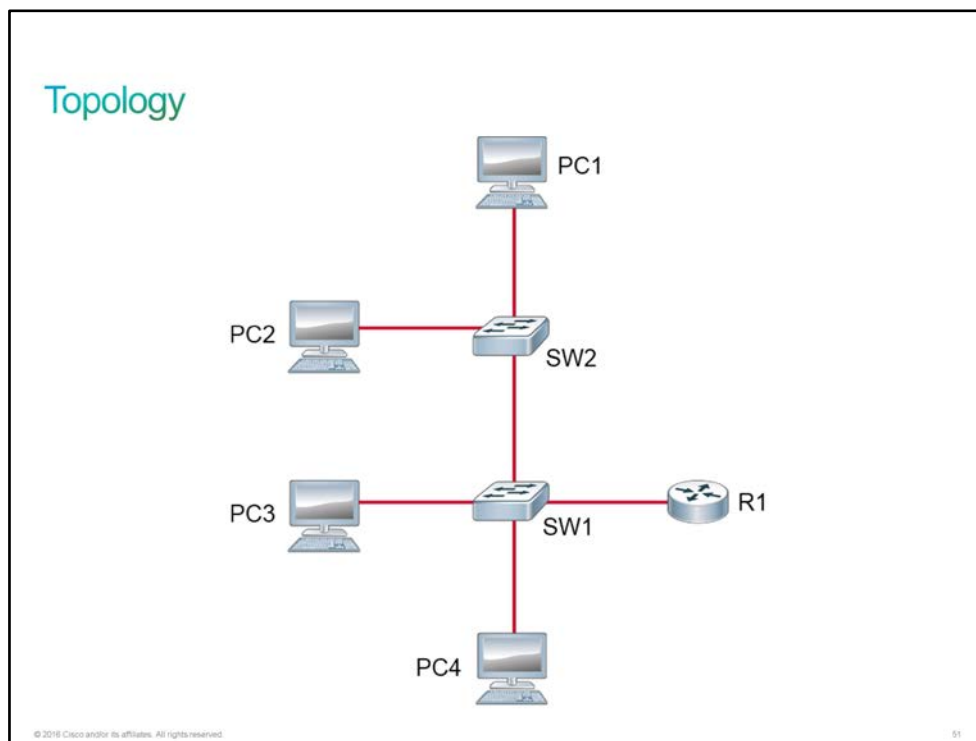 Topology
PC1
PC2
SW2
PC3
SW1
R1
PC4
© 2016 Cisco and/or its affiliates. All rights reserved.
51